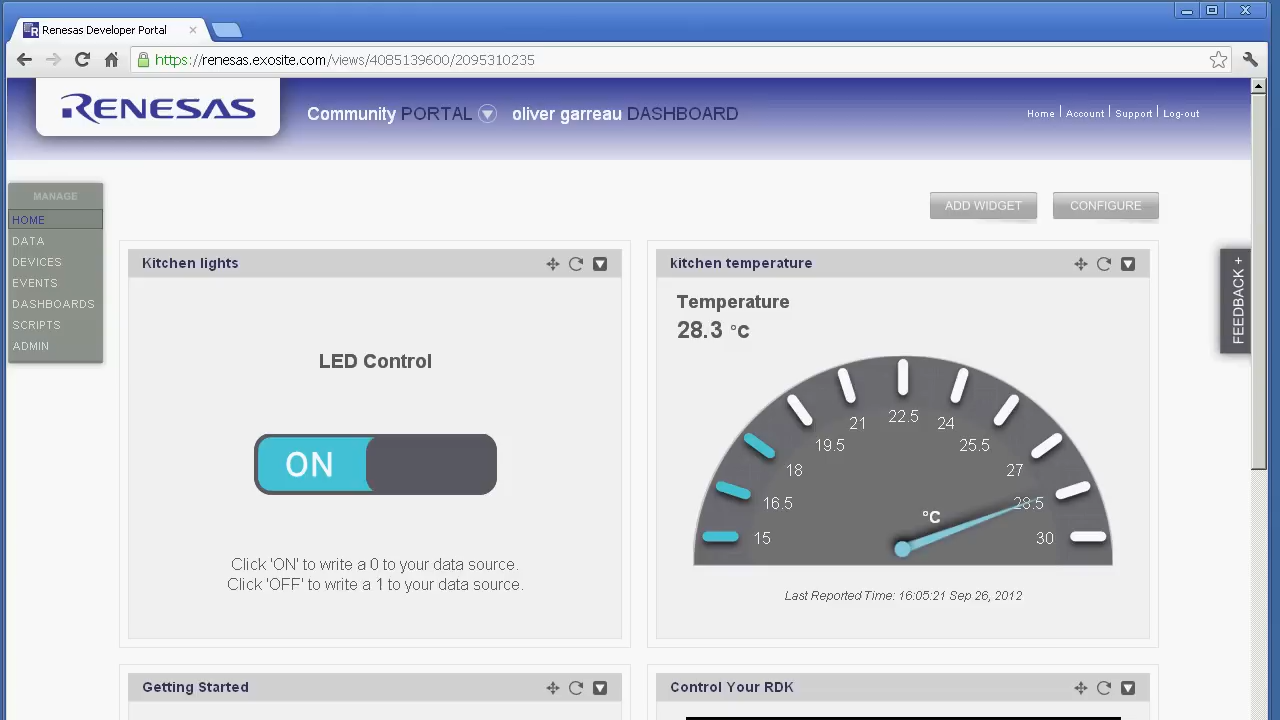 Renesas Developer Portal
https://renesas.exosite.com/views/4085139600/2095310235
RENESAS
Community PORTAL oliver garreau DASHBOARD
Home Account Support Log-out
MANAGE
HOME
DATA
DEVICES
EVENTS
DASHBOARDS
SCRIPTS
ADMIN
ADD WIDGET CONFIGURE
FEEDBACK +
Kitchen lights
LED Control
ON
Click 'ON' to write a 0 to your data source.
Click 'OFF' to write a 1 to your data source.
kitchen temperature
Temperature
28.3 °C
15
16.5
18
19.5
21
22.5
24
25.5
27
28.5
30
°C
Last Reported Time: 16:05:21 Sep 26, 2012
Getting Started
Control Your RDK